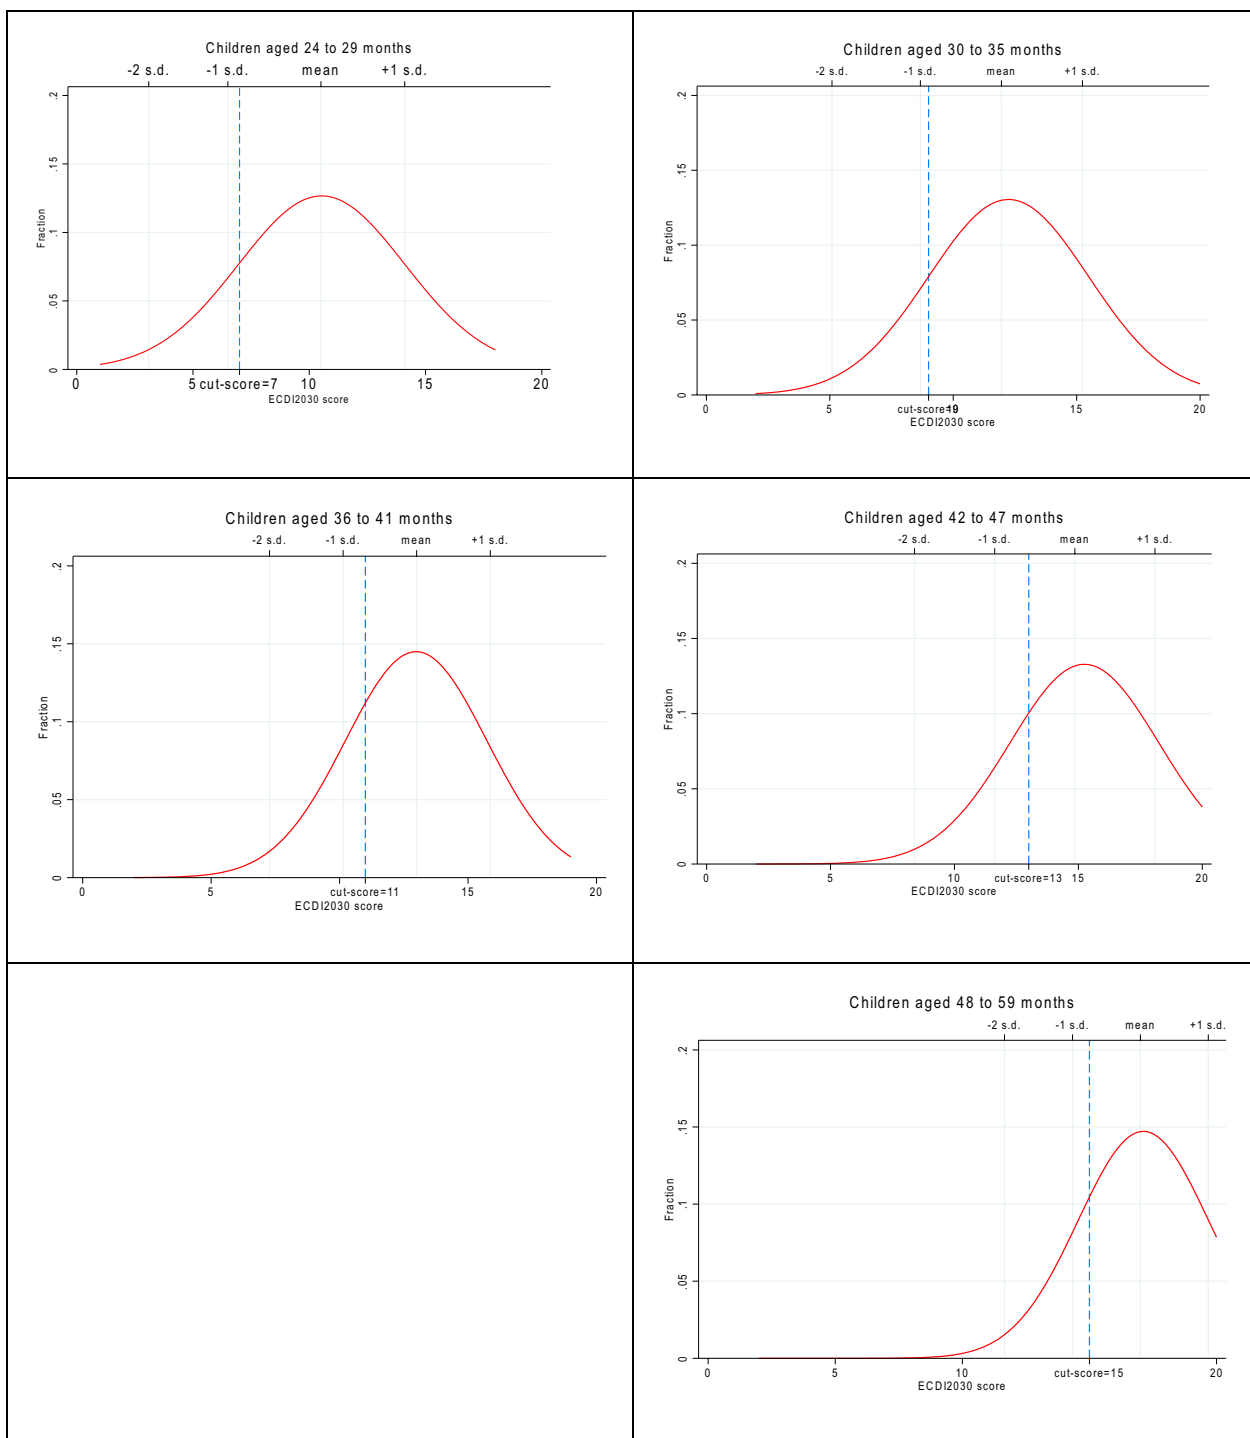 Children aged 24 to 29 months
-2 s.d. -1 s.d. mean +1 s.d.
.2
.15
.1
.05
0
Fraction
0 5 cut-score=7 10 15 20
ECDI2030 score
Children aged 30 to 35 months
-2 s.d. -1 s.d. mean +1 s.d.
.2
.15
.1
.05
0
Fraction
0 5 cut-score=9 10 15 20
ECDI2030 score
Children aged 36 to 41 months
-2 s.d. -1 s.d. mean +1 s.d.
.2
.15
.1
.05
0
Fraction
0 5 cut-score=11 15 20
ECDI2030 score
Children aged 42 to 47 months
-2 s.d. -1 s.d. mean +1 s.d.
.2
.15
.1
.05
0
Fraction
0 5 10 cut-score=13 15 20
ECDI2030 score
Children aged 48 to 59 months
-2 s.d. -1 s.d. mean +1 s.d.
.2
.15
.1
.05
0
Fraction
0 5 10 cut-score=15 20
ECDI2030 score